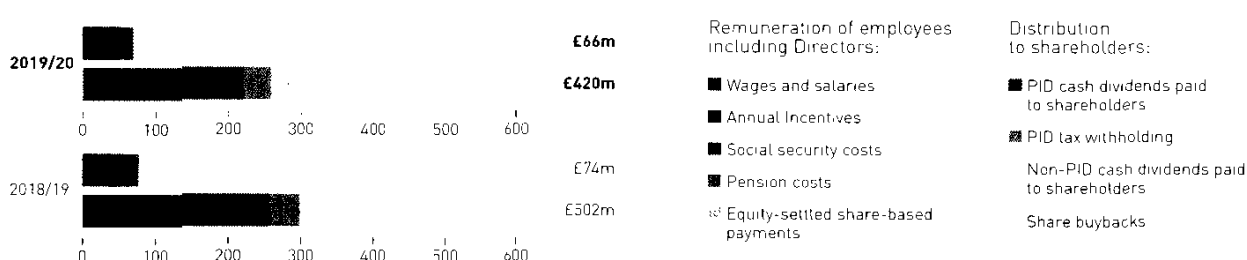 2019/20
£66m
£420m
0 100 200 300 400 500 600
2018/19
£74m
£502m
0 100 200 300 400 500 600
Remuneration of employees
including Directors:
Wages and salaries
Annual Incentives
Social security costs
Pension costs
Equity-settled share-based
payments
Distribution
to shareholders:
PID cash dividends paid
to shareholders
PID tax withholding
Non-PID cash dividends paid
to shareholders
Share buybacks